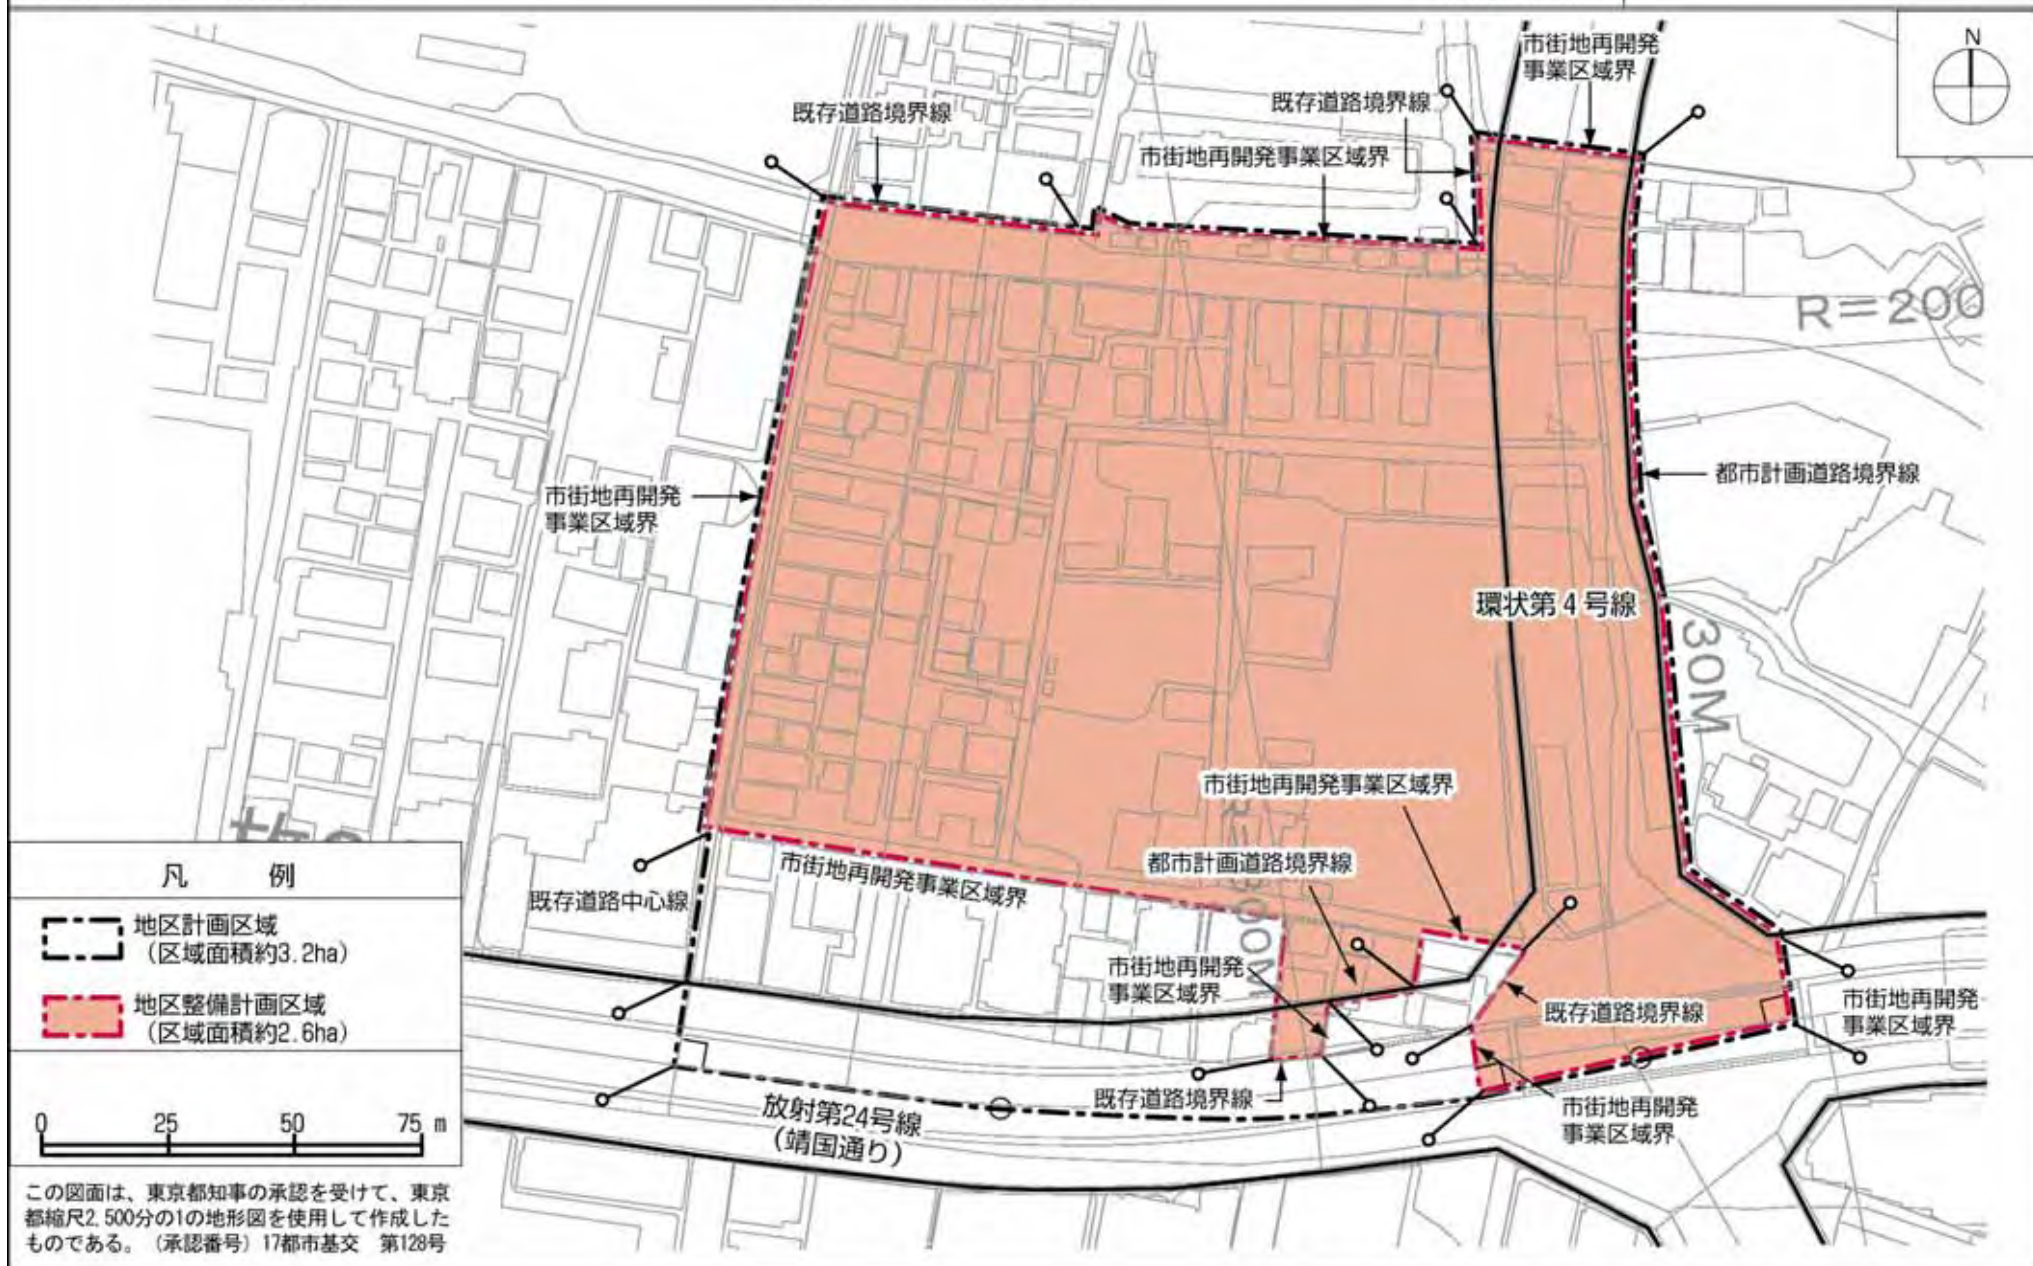 市街地再開発
事業区域界
N
既存道路境界線
既存道路境界線
市街地再開発事業区域界
R=200
都市計画道路境界線
市街地再開発
事業区域界
環状第4号線
30M
市街地再開発事業区域界
都市計画道路境界線
市街地再開発事業区域界
既存道路中心線
市街地再開発
事業区域界
既存道路境界線
市街地再開発
事業区域界
既存道路境界線
市街地再開発
事業区域界
放射第24号線
(靖国通り)
凡 例
地区計画区域
(区域面積約3.2ha)
地区整備計画区域
(区域面積約2.6ha)
0 25 50 75 m
この図面は、東京都知事の承認を受けて、東京
都縮尺2,500分の1の地形図を使用して作成した
ものである。(承認番号)17都市基交 第128号